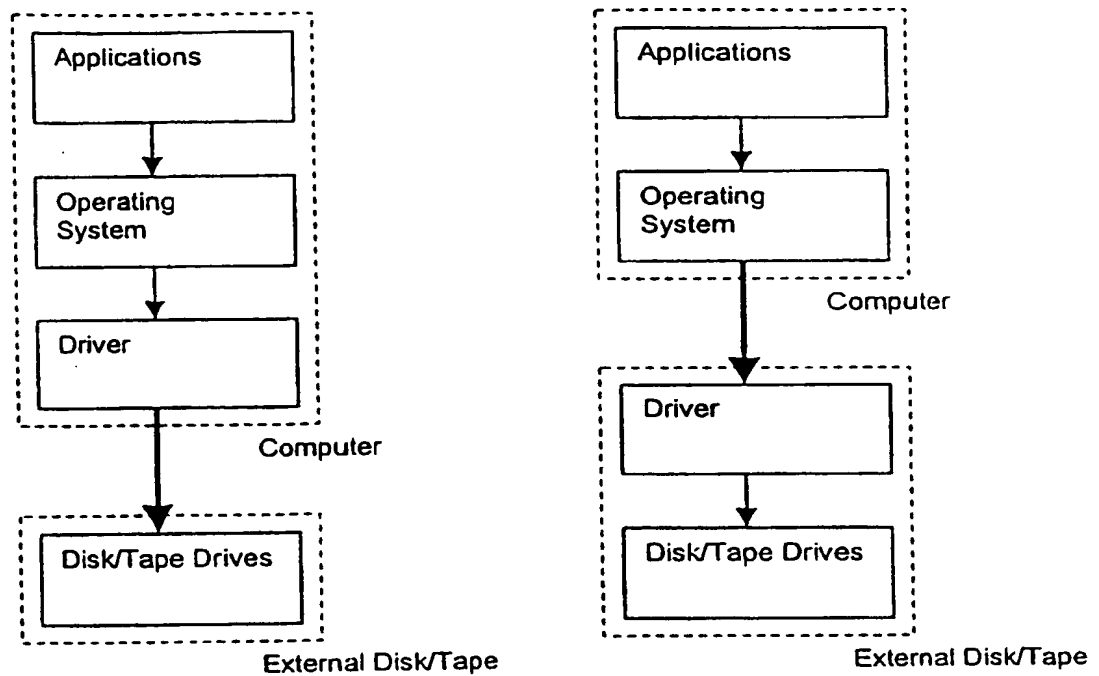 Applications
Operating
System
Driver
Computer
Disk/Tape Drives
External Disk/Tape
Applications
Operating
System
Computer
Driver
Disk/Tape Drives
External Disk/Tape